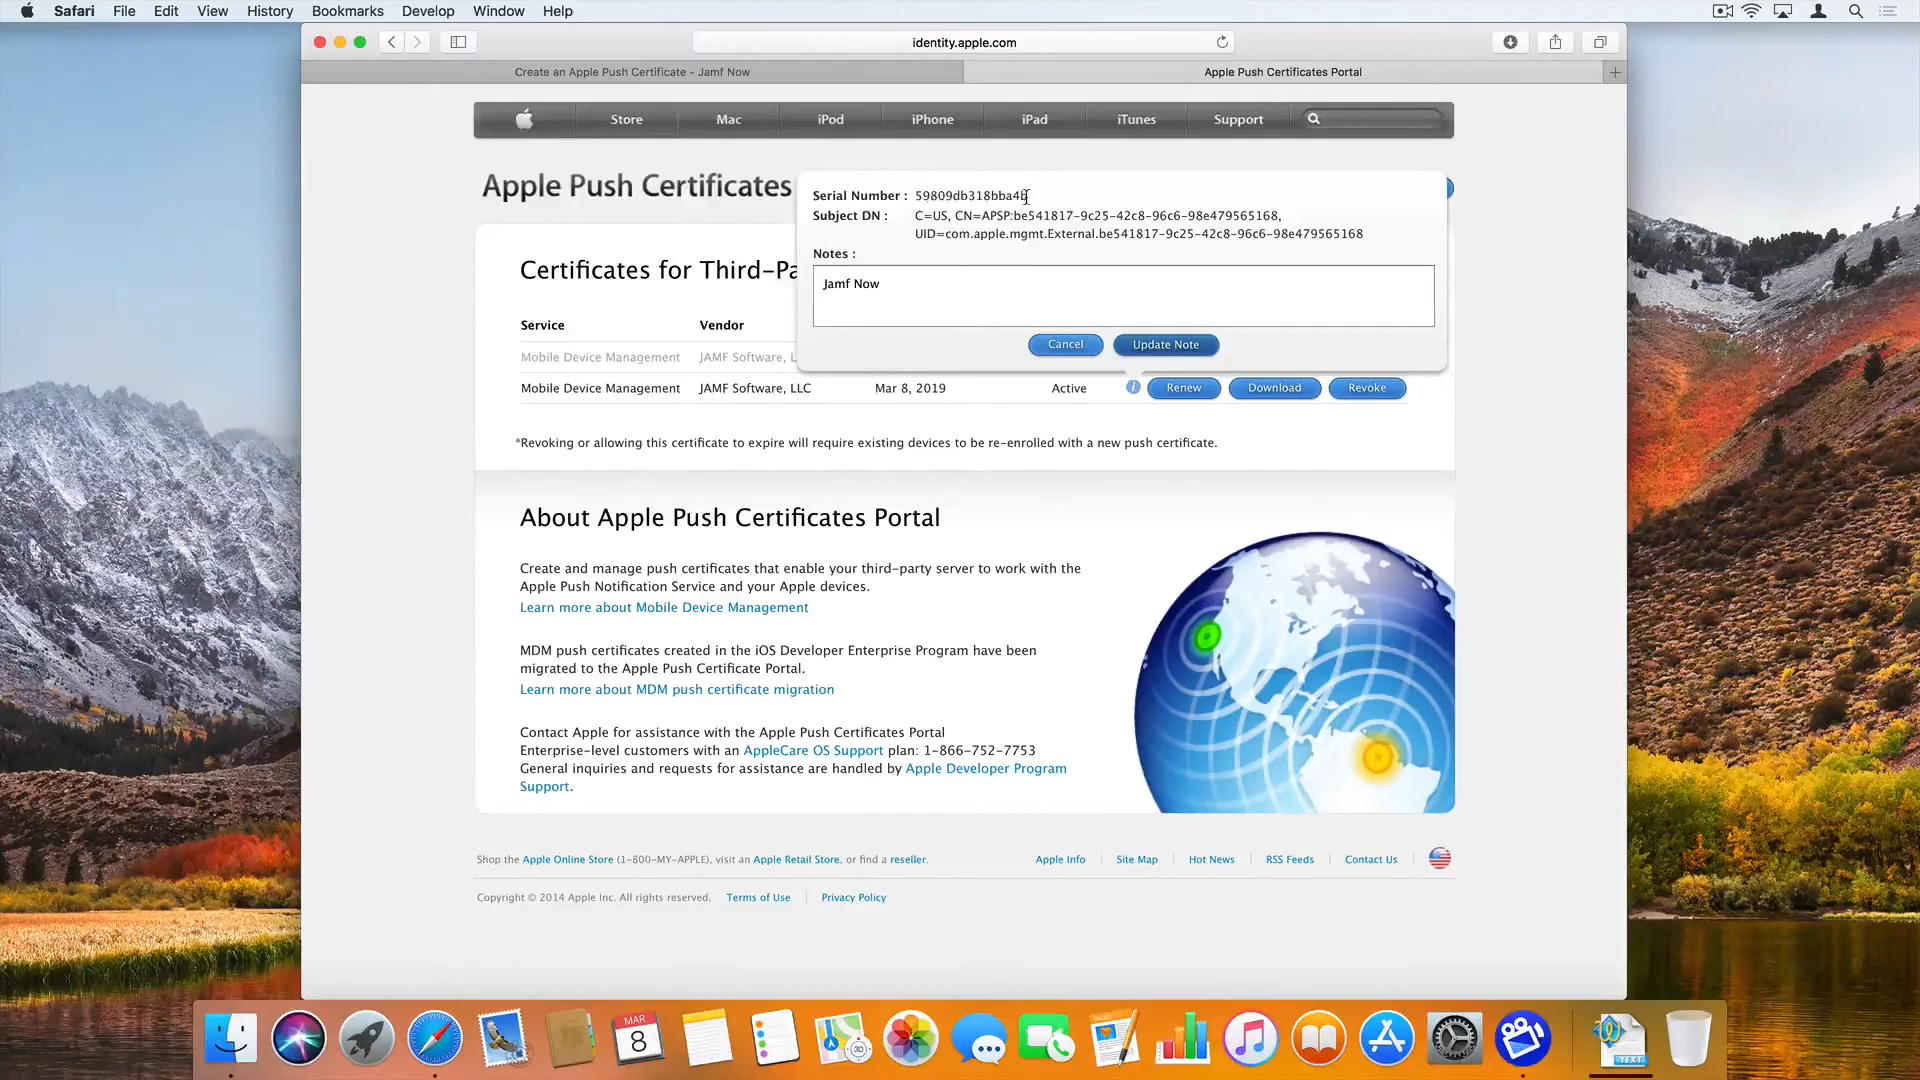 Safari File Edit View History Bookmarks Develop Window Help
identity.apple.com
Create an Apple Push Certificate - Jamf Now
Apple Push Certificates Portal
Store Mac iPod iPhone iPad iTunes Support
Apple Push Certificates
Serial Number : 59809db318bba4b
Subject DN : C=US, CN=APSP:be541817-9c25-42c8-96c6-98e479565168,
UID=com.apple.mgmt.External.be541817-9c25-42c8-96c6-98e479565168
Notes :
Jamf Now
Cancel Update Note
Certificates for Third-Pa
Service Vendor
Mobile Device Management JAMF Software, L
Mobile Device Management JAMF Software, LLC Mar 8, 2019 Active i Renew Download Revoke
*Revoking or allowing this certificate to expire will require existing devices to be re-enrolled with a new push certificate.
About Apple Push Certificates Portal
Create and manage push certificates that enable your third-party server to work with the
Apple Push Notification Service and your Apple devices.
Learn more about Mobile Device Management
MDM push certificates created in the iOS Developer Enterprise Program have been
migrated to the Apple Push Certificate Portal.
Learn more about MDM push certificate migration
Contact Apple for assistance with the Apple Push Certificates Portal
Enterprise-level customers with an AppleCare OS Support plan: 1-866-752-7753
General inquiries and requests for assistance are handled by Apple Developer Program
Support.
Shop the Apple Online Store (1-800-MY-APPLE), visit an Apple Retail Store, or find a reseller.
Apple Info Site Map Hot News RSS Feeds Contact Us
Copyright © 2014 Apple Inc. All rights reserved. Terms of Use Privacy Policy
MAR
8
3D
PAGES
TEXT